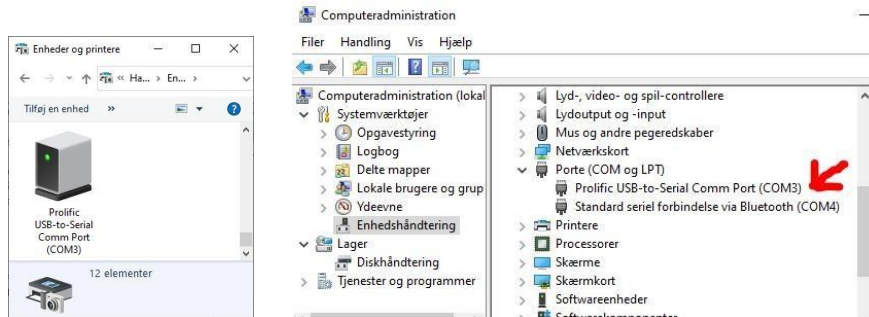 Enheder og printere
« Ha... › En... ›
Tilføj en enhed »
Prolific
USB-to-Serial
Comm Port
(COM3)
12 elementer
Computeradministration
Filer Handling Vis Hjælp
Computeradministration (lokal
Systemværktøjer
Opgavestyring
Logbog
Delte mapper
Lokale brugere og grup
Ydeevne
Enhedshåndtering
Lager
Diskhåndtering
Tjenester og programmer
Lyd-, video- og spil-controllere
Lydoutput og -input
Mus og andre pegeredskaber
Netværkskort
Porte (COM og LPT)
Prolific USB-to-Serial Comm Port (COM3)
Standard seriel forbindelse via Bluetooth (COM4)
Printere
Processorer
Skærme
Skærmkort
Softwareenheder
Softwarekomponenter